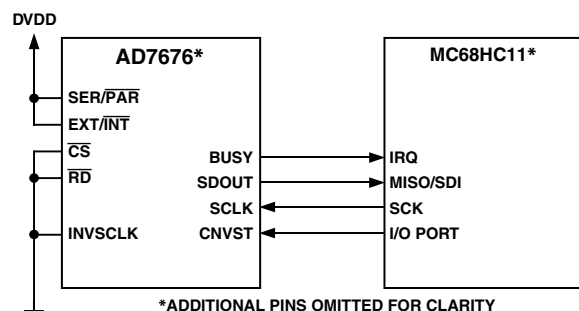 DVDD
AD7676*
MC68HC11*
SER/PAR
EXT/INT
CS
RD
INVSCLK
BUSY
SDOUT
SCLK
CNVST
IRQ
MISO/SDI
SCK
I/O PORT
*ADDITIONAL PINS OMITTED FOR CLARITY